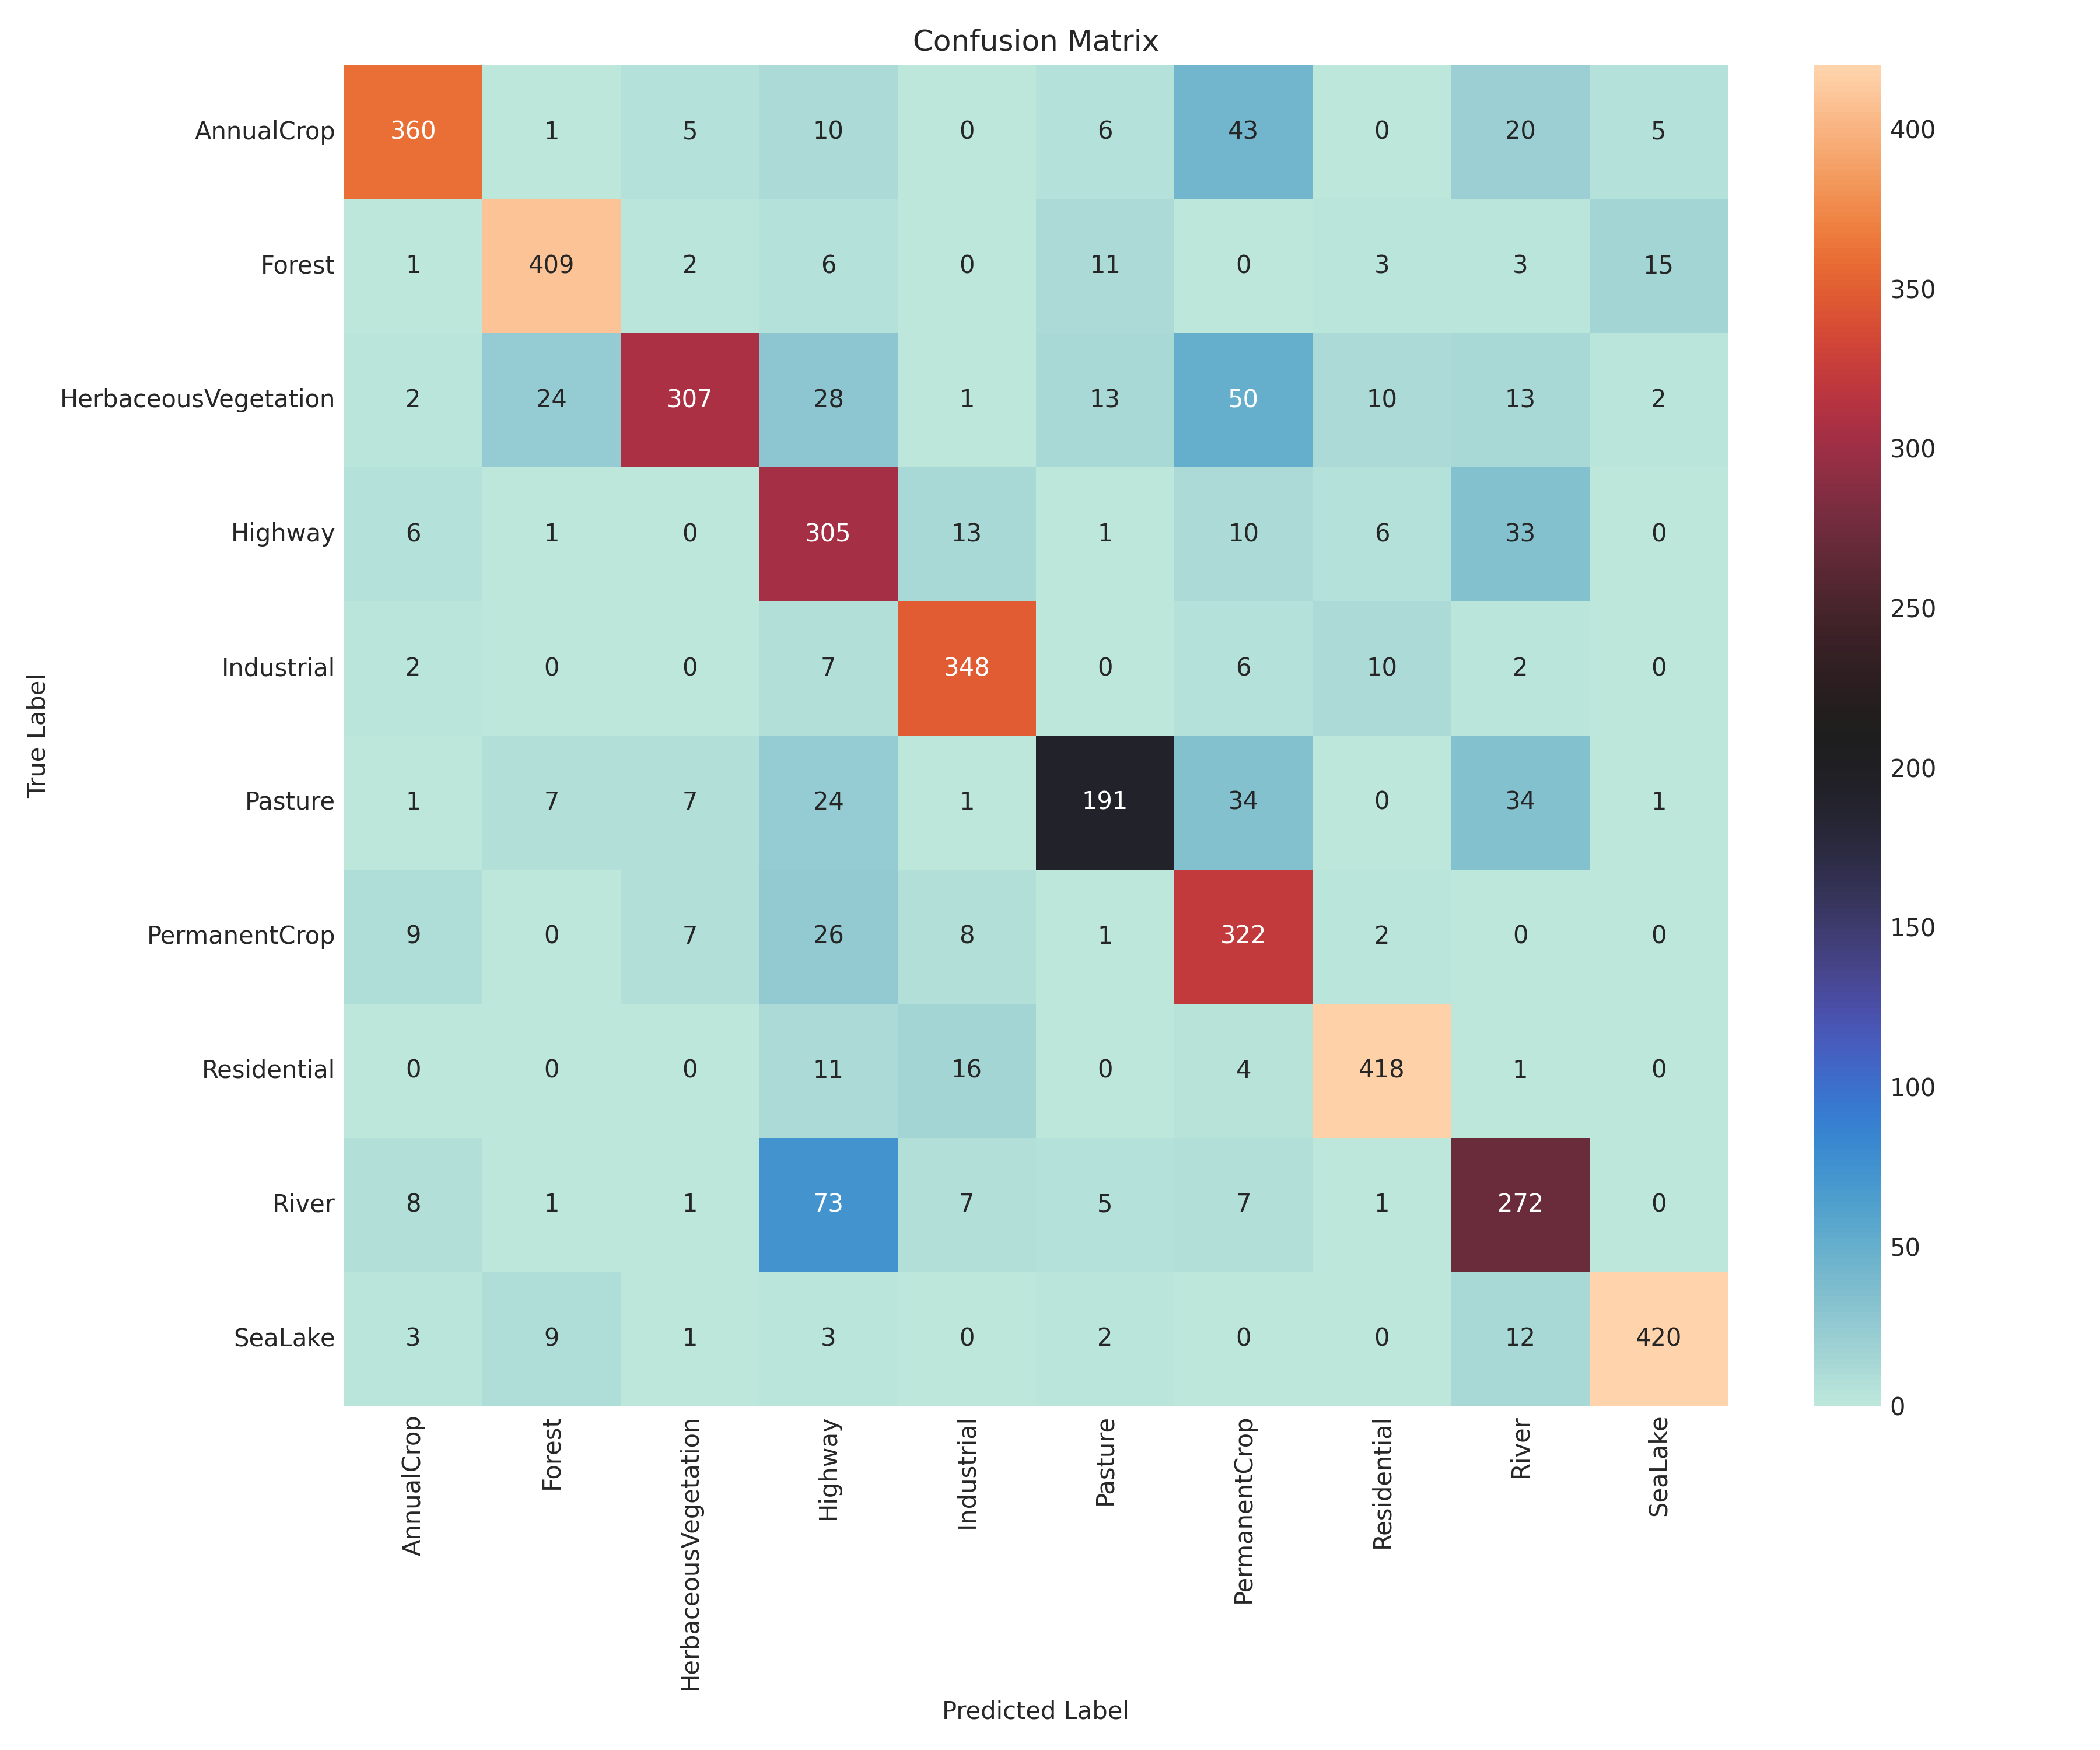 Confusion Matrix
AnnualCrop 360 1 5 10 0 6 43 0 20 5
Forest 1 409 2 6 0 11 0 3 3 15
HerbaceousVegetation 2 24 307 28 1 13 50 10 13 2
Highway 6 1 0 305 13 1 10 6 33 0
Industrial 2 0 0 7 348 0 6 10 2 0
Pasture 1 7 7 24 1 191 34 0 34 1
PermanentCrop 9 0 7 26 8 1 322 2 0 0
Residential 0 0 0 11 16 0 4 418 1 0
River 8 1 1 73 7 5 7 1 272 0
SeaLake 3 9 1 3 0 2 0 0 12 420
True Label
AnnualCrop
Forest
HerbaceousVegetation
Highway
Industrial
Pasture
PermanentCrop
Residential
River
SeaLake
Predicted Label
400
350
300
250
200
150
100
50
0